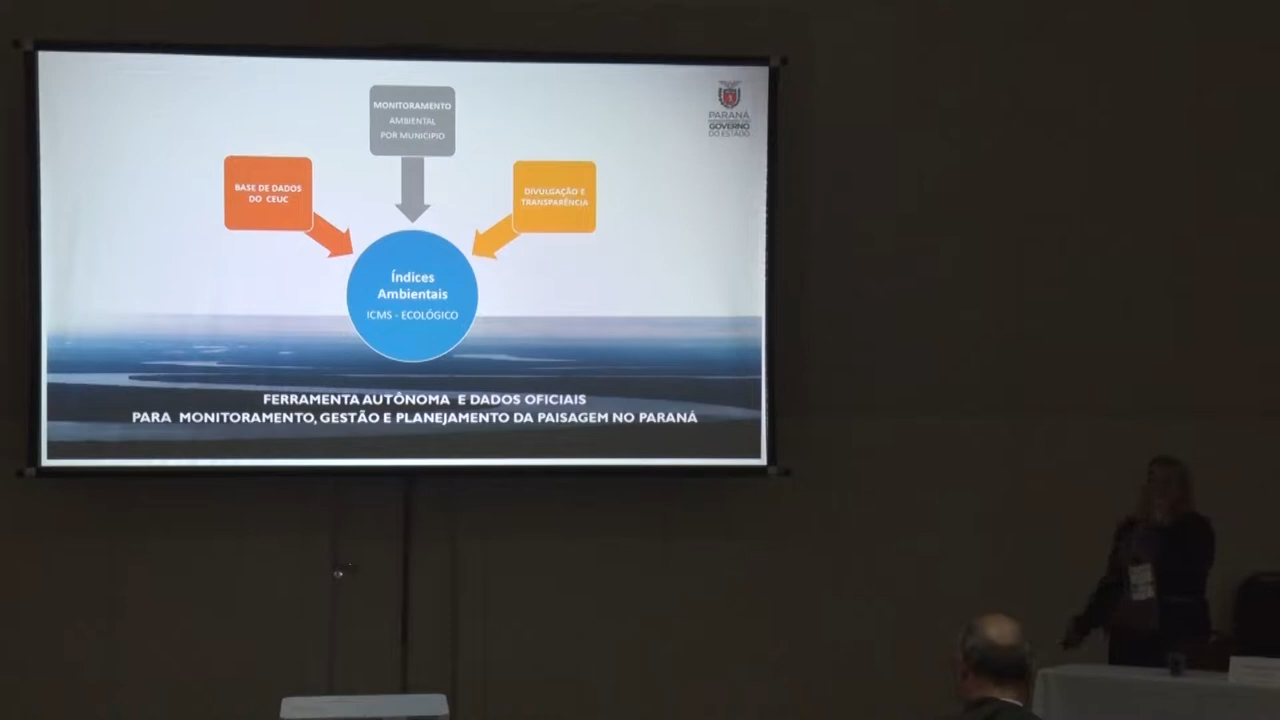 MONITORAMENTO
AMBIENTAL
POR MUNICIPIO
PARANÁ
GOVERNO
DO ESTADO
BASE DE DADOS
DO CEUC
DIVULGAÇÃO E
TRANSPARÊNCIA
Índices
Ambientais
ICMS - ECOLÓGICO
FERRAMENTA AUTÔNOMA E DADOS OFICIAIS
PARA MONITORAMENTO, GESTÃO E PLANEJAMENTO DA PAISAGEM NO PARANÁ